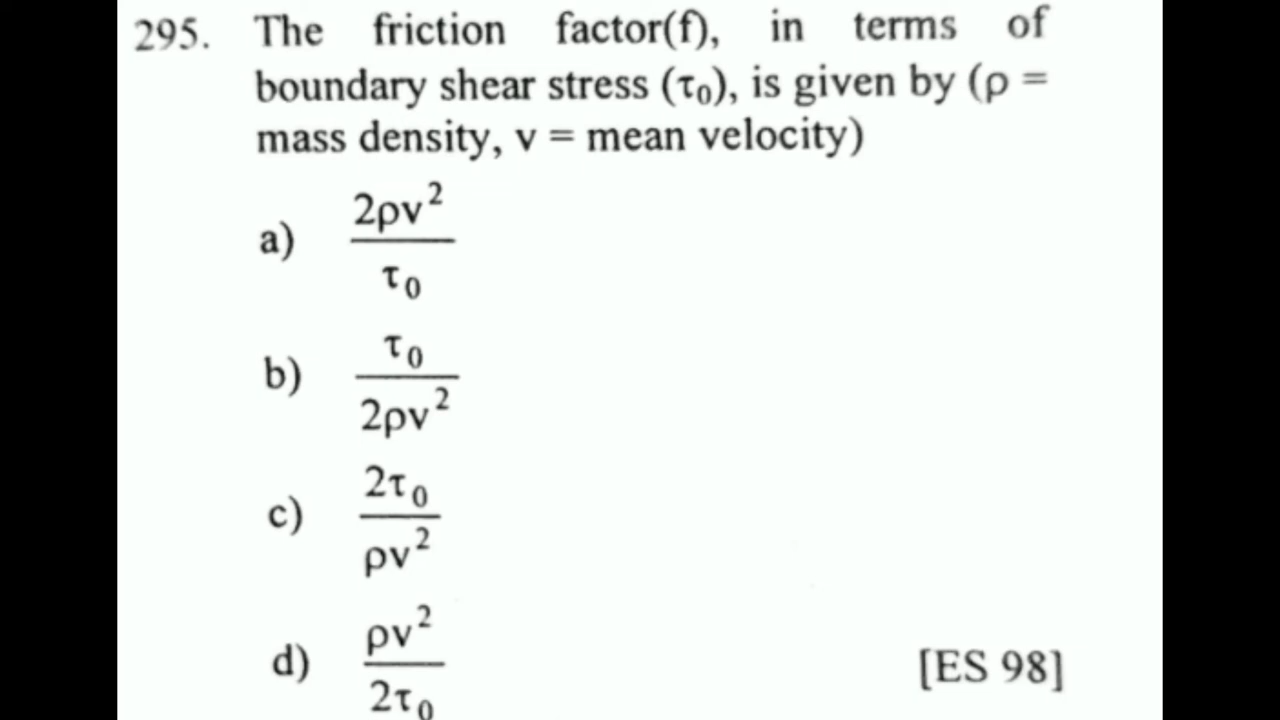 295. The friction factor(f), in terms of
boundary shear stress (τ₀), is given by (ρ =
mass density, v = mean velocity)
a) 2ρv² / τ₀
b) τ₀ / 2ρv²
c) 2τ₀ / ρv²
d) ρv² / 2τ₀
[ES 98]